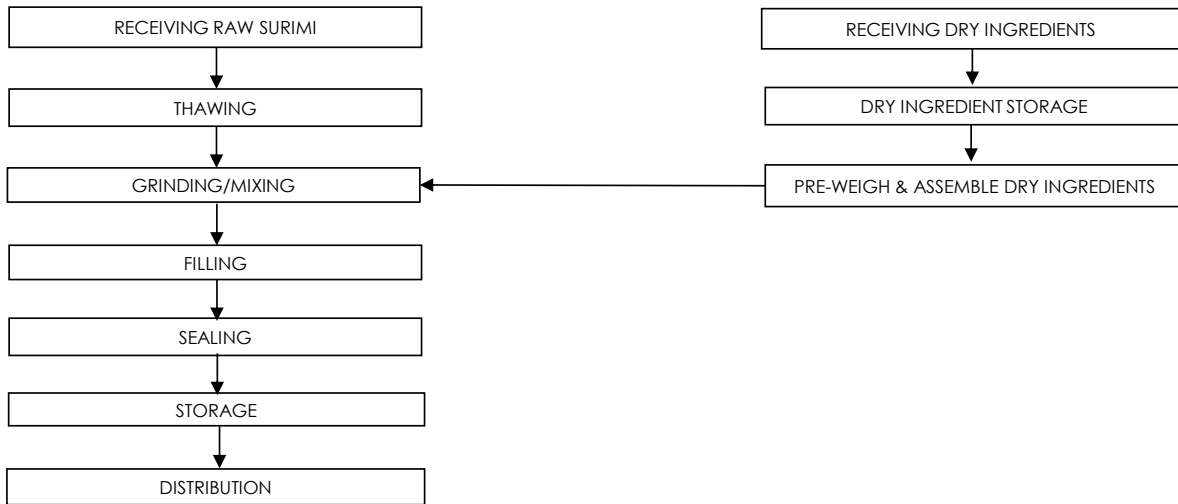 RECEIVING RAW SURIMI
THAWING
GRINDING/MIXING
FILLING
SEALING
STORAGE
DISTRIBUTION
RECEIVING DRY INGREDIENTS
DRY INGREDIENT STORAGE
PRE-WEIGH & ASSEMBLE DRY INGREDIENTS